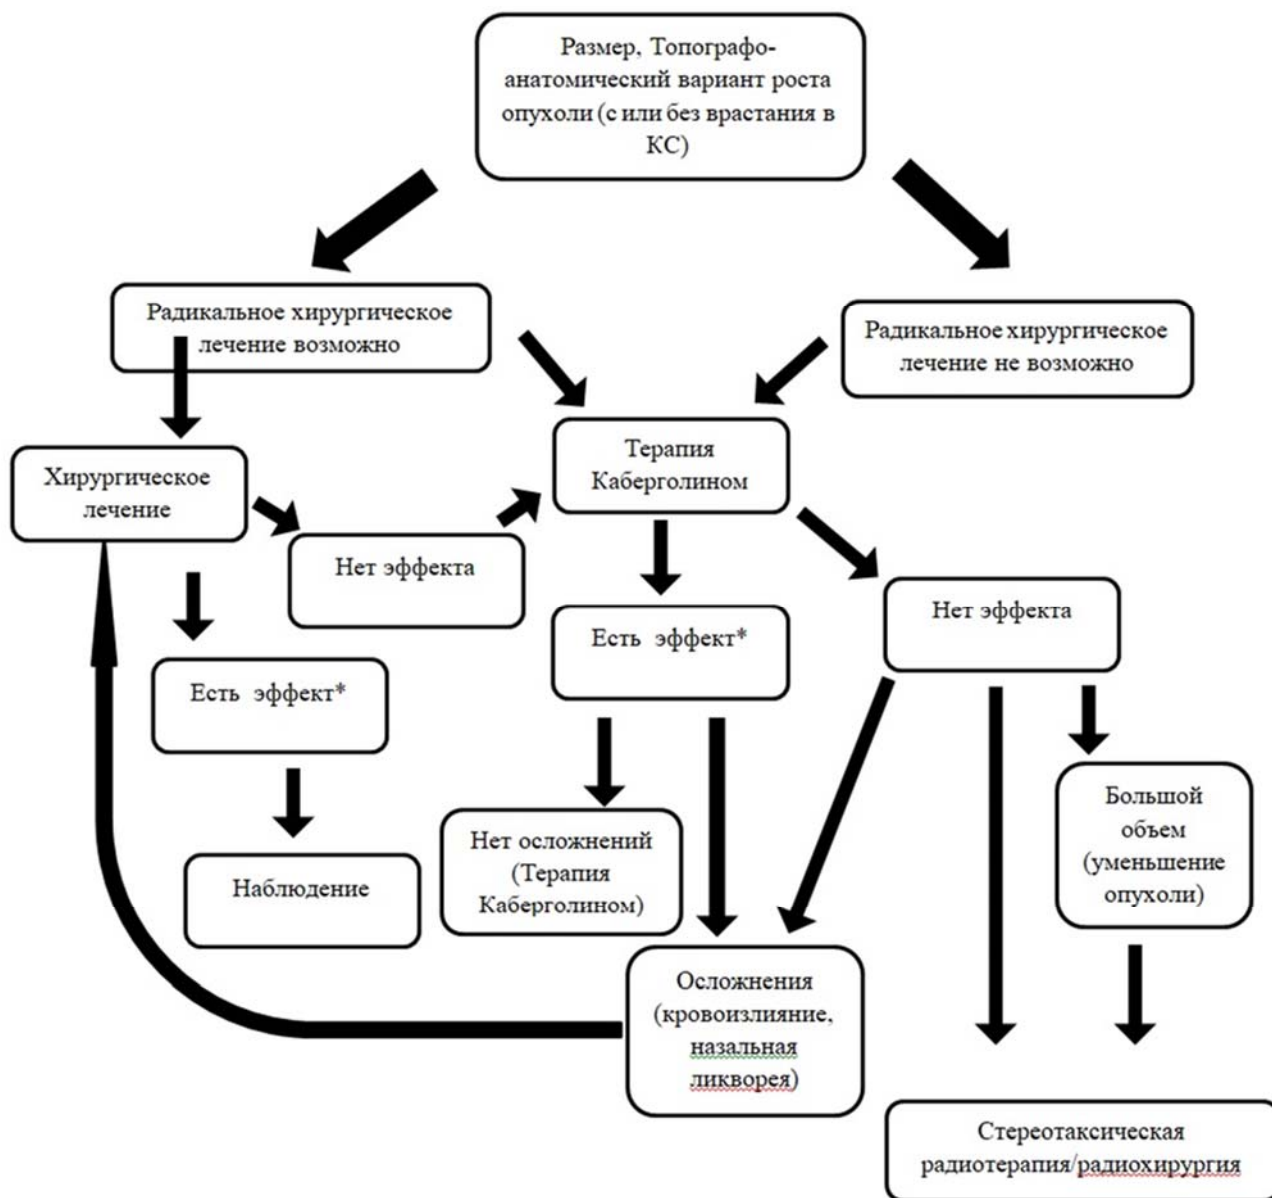 Размер, Топографо-
анатомический вариант роста
опухоли (с или без врастания в
КС)
Радикальное хирургическое
лечение возможно
Радикальное хирургическое
лечение не возможно
Хирургическое
лечение
Терапия
Каберголином
Нет эффекта
Нет эффекта
Есть эффект*
Есть эффект*
Большой
объем
(уменьшение
опухоли)
Нет осложнений
(Терапия
Каберголином)
Наблюдение
Осложнения
(кровоизлияние,
назальная
ликворея)
Стереотаксическая
радиотерапия/радиохирургия